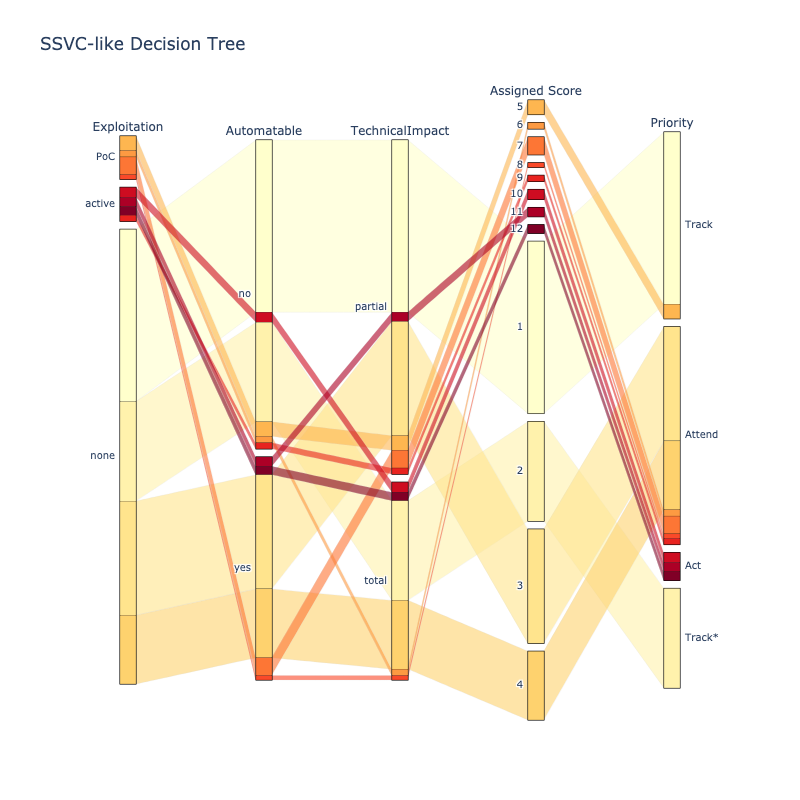 SSVC-like Decision Tree
Exploitation
Automatable
TechnicalImpact
Assigned Score
Priority
PoC
active
none
no
yes
partial
total
5
6
7
8
9
10
11
12
1
2
3
4
Track
Attend
Act
Track*